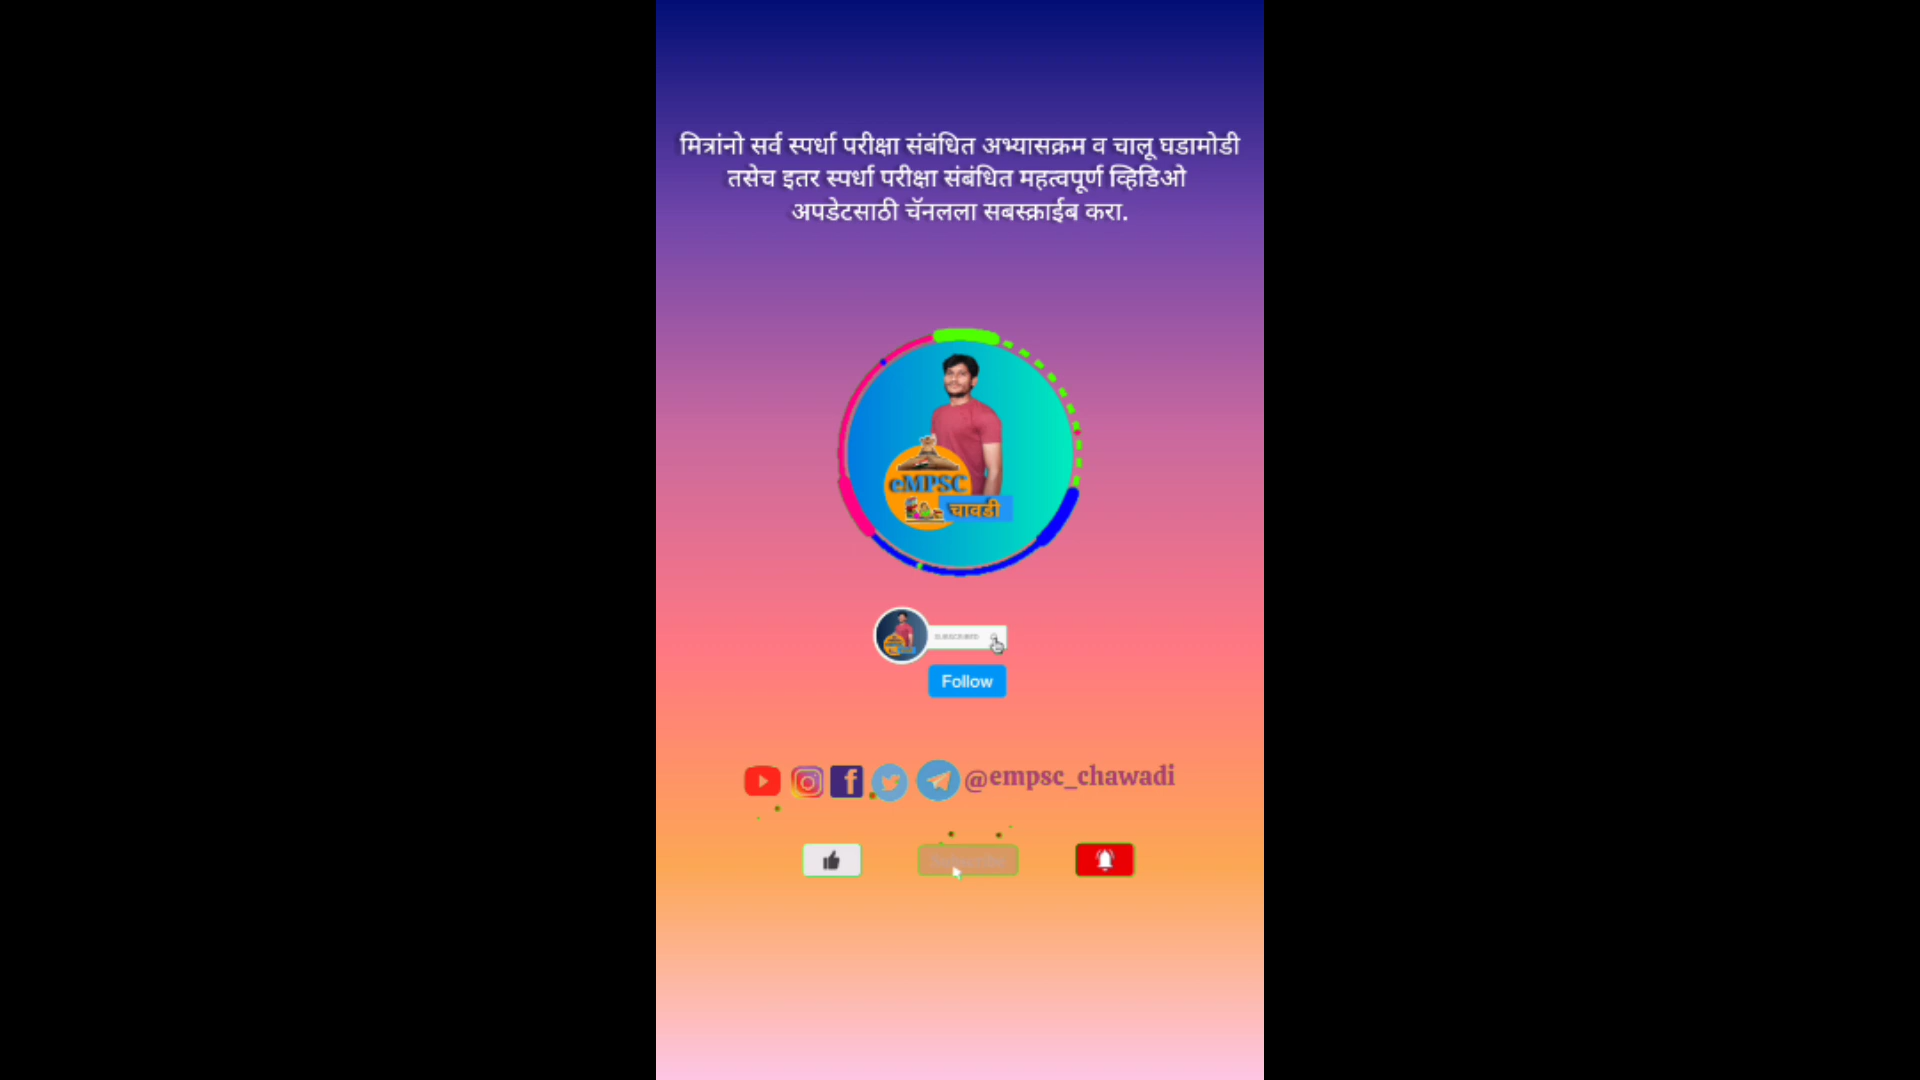 मित्रांनो सर्व स्पर्धा परीक्षा संबंधित अभ्यासक्रम व चालू घडामोडी
तसेच इतर स्पर्धा परीक्षा संबंधित महत्वपूर्ण व्हिडिओ
अपडेटसाठी चॅनलला सबस्क्राईब करा.
eMPSC
चावडी
SUBSCRIBED
Follow
@empsc_chawadi